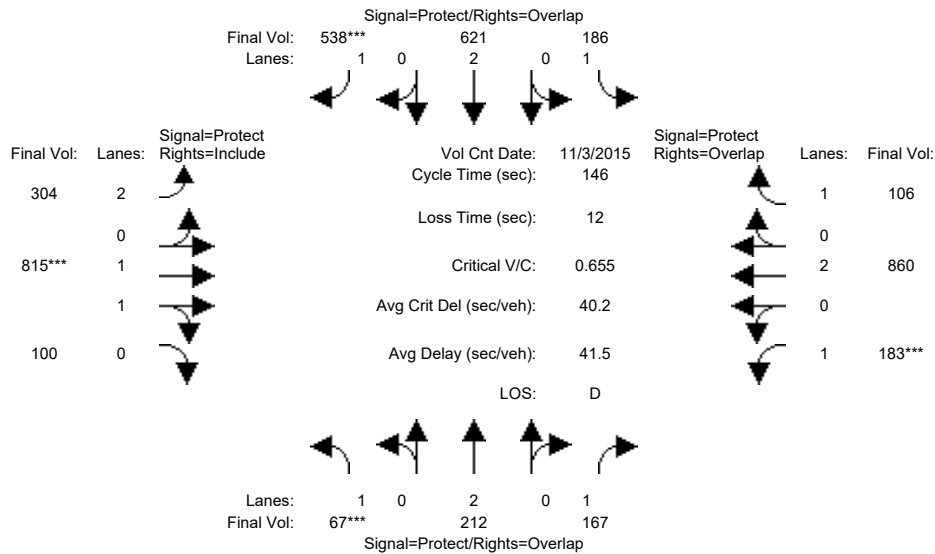 Signal=Protect/Rights=Overlap
Final Vol: 538*** 621 186
Lanes: 1 0 2 0 1
Signal=Protect
Final Vol: Lanes: Rights=Include
Vol Cnt Date: 11/3/2015
Signal=Protect
Rights=Overlap Lanes: Final Vol:
Cycle Time (sec): 146
304 2
1 106
Loss Time (sec): 12
0
0
815*** 1
Critical V/C: 0.655
2 860
1
Avg Crit Del (sec/veh): 40.2
0
100 0
Avg Delay (sec/veh): 41.5
1 183***
LOS: D
Lanes: 1 0 2 0 1
Final Vol: 67*** 212 167
Signal=Protect/Rights=Overlap